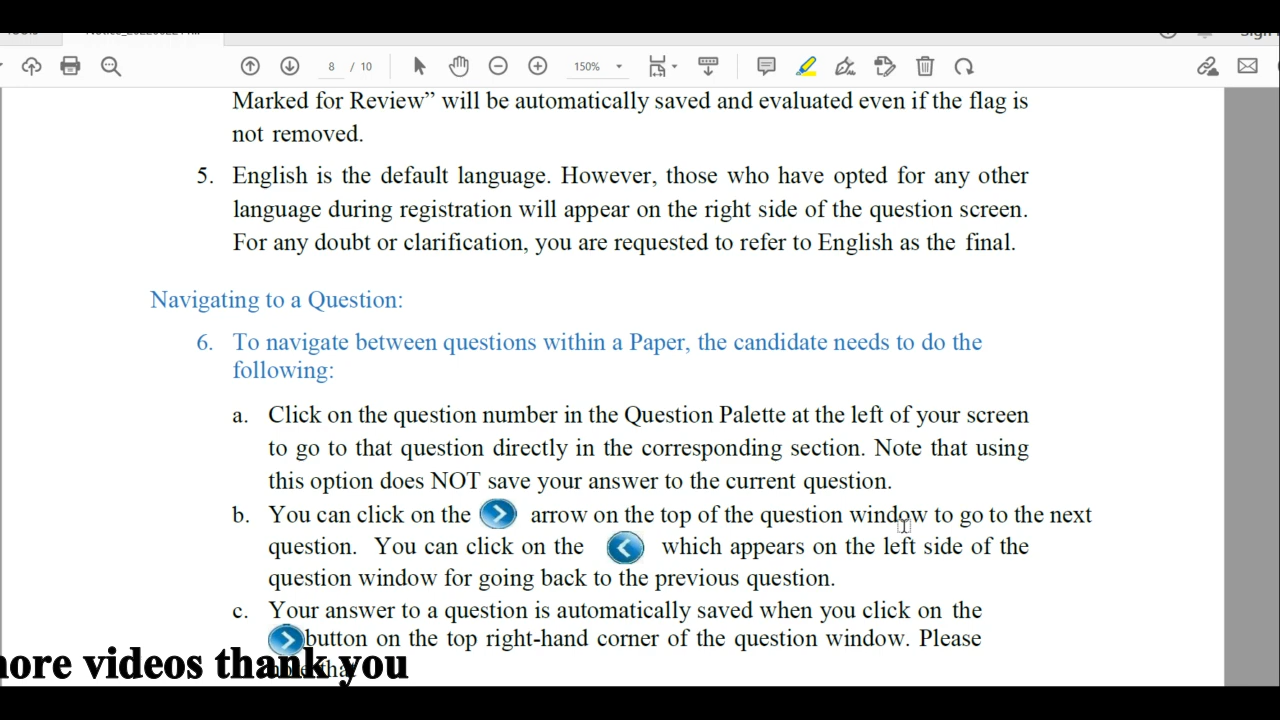 8 / 10
150%
Marked for Review” will be automatically saved and evaluated even if the flag is
not removed.
5. English is the default language. However, those who have opted for any other
language during registration will appear on the right side of the question screen.
For any doubt or clarification, you are requested to refer to English as the final.
Navigating to a Question:
6. To navigate between questions within a Paper, the candidate needs to do the
following:
a. Click on the question number in the Question Palette at the left of your screen
to go to that question directly in the corresponding section. Note that using
this option does NOT save your answer to the current question.
b. You can click on the arrow on the top of the question window to go to the next
question. You can click on the which appears on the left side of the
question window for going back to the previous question.
c. Your answer to a question is automatically saved when you click on the
button on the top right-hand corner of the question window. Please
videos thank you